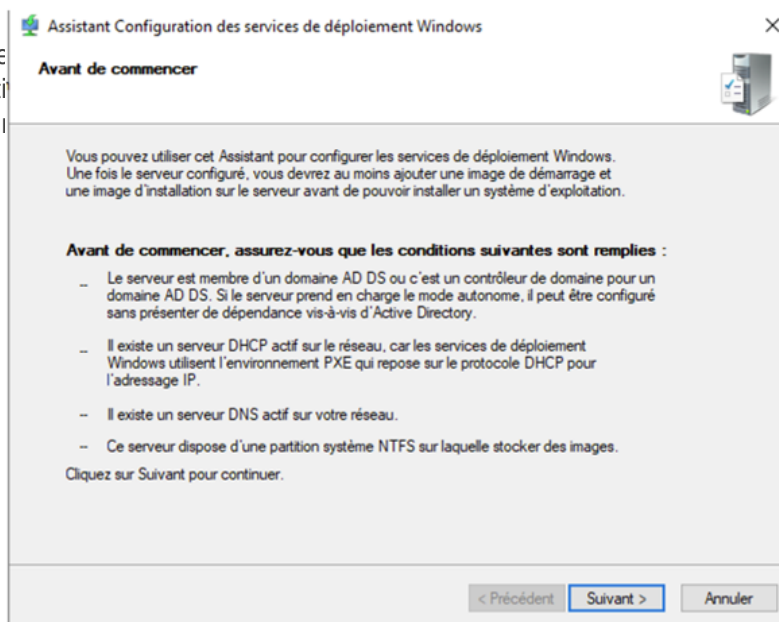 Assistant Configuration des services de déploiement Windows
Avant de commencer
Vous pouvez utiliser cet Assistant pour configurer les services de déploiement Windows.
Une fois le serveur configuré, vous devrez au moins ajouter une image de démarrage et
une image d'installation sur le serveur avant de pouvoir installer un système d'exploitation.
Avant de commencer, assurez-vous que les conditions suivantes sont remplies :
-- Le serveur est membre d'un domaine AD DS ou c'est un contrôleur de domaine pour un
domaine AD DS. Si le serveur prend en charge le mode autonome, il peut être configuré
sans présenter de dépendance vis-à-vis d'Active Directory.
-- Il existe un serveur DHCP actif sur le réseau, car les services de déploiement
Windows utilisent l'environnement PXE qui repose sur le protocole DHCP pour
l'adressage IP.
-- Il existe un serveur DNS actif sur votre réseau.
-- Ce serveur dispose d'une partition système NTFS sur laquelle stocker des images.
Cliquez sur Suivant pour continuer.
< Précédent Suivant > Annuler